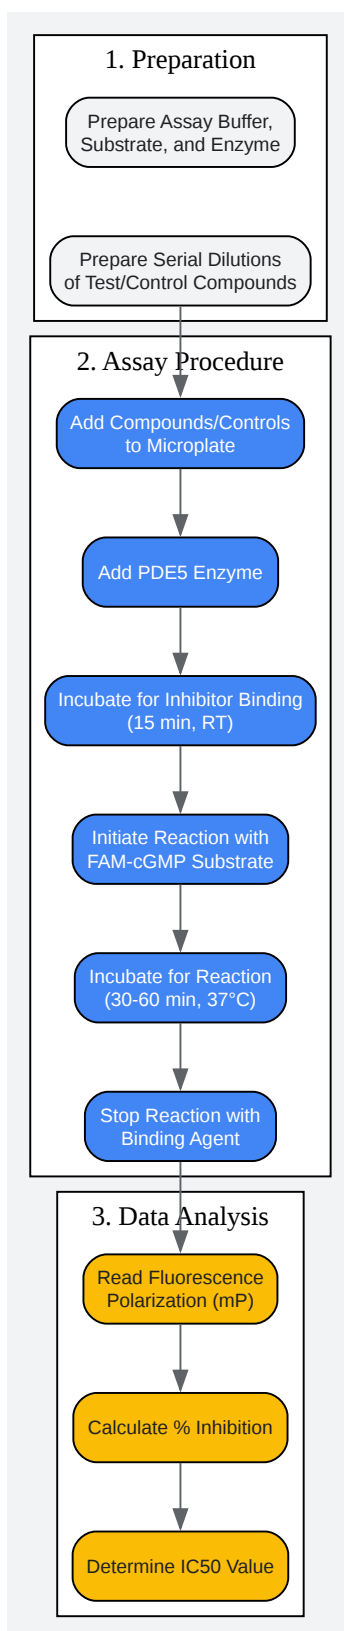 1. Preparation
Prepare Assay Buffer,
Substrate, and Enzyme
Prepare Serial Dilutions
of Test/Control Compounds
2. Assay Procedure
Add Compounds/Controls
to Microplate
Add PDE5 Enzyme
Incubate for Inhibitor Binding
(15 min, RT)
Initiate Reaction with
FAM-cGMP Substrate
Incubate for Reaction
(30-60 min, 37°C)
Stop Reaction with
Binding Agent
3. Data Analysis
Read Fluorescence
Polarization (mP)
Calculate % Inhibition
Determine IC50 Value